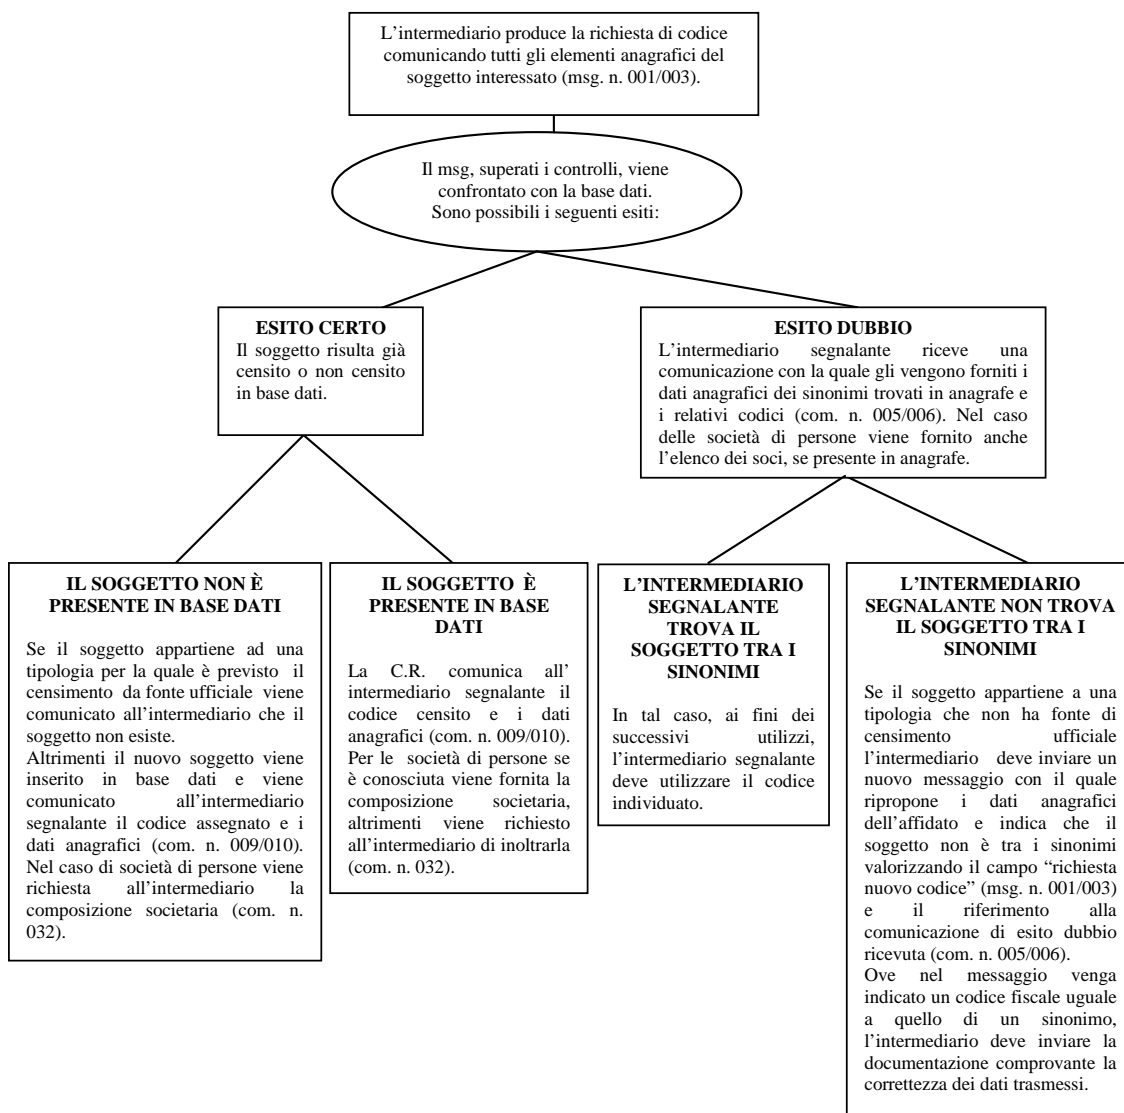 L’intermediario produce la richiesta di codice
comunicando tutti gli elementi anagrafici del
soggetto interessato (msg. n. 001/003).
Il msg, superati i controlli, viene
confrontato con la base dati.
Sono possibili i seguenti esiti:
ESITO CERTO
Il soggetto risulta già
censito o non censito
in base dati.
ESITO DUBBIO
L’intermediario segnalante riceve una
comunicazione con la quale gli vengono forniti i
dati anagrafici dei sinonimi trovati in anagrafe e
i relativi codici (com. n. 005/006). Nel caso
delle società di persone viene fornito anche
l’elenco dei soci, se presente in anagrafe.
IL SOGGETTO NON È
PRESENTE IN BASE DATI
Se il soggetto appartiene ad una
tipologia per la quale è previsto il
censimento da fonte ufficiale viene
comunicato all’intermediario che il
soggetto non esiste.
Altrimenti il nuovo soggetto viene
inserito in base dati e viene
comunicato all’intermediario
segnalante il codice assegnato e i
dati anagrafici (com. n. 009/010).
Nel caso di società di persone viene
richiesta all’intermediario la
composizione societaria (com. n.
032).
IL SOGGETTO È
PRESENTE IN BASE
DATI
La C.R. comunica all’
intermediario segnalante il
codice censito e i dati
anagrafici (com. n. 009/010).
Per le società di persone se
è conosciuta viene fornita la
composizione societaria,
altrimenti viene richiesto
all’intermediario di inoltrarla
(com. n. 032).
L’INTERMEDIARIO
SEGNALANTE
TROVA IL
SOGGETTO TRA I
SINONIMI
In tal caso, ai fini dei
successivi utilizzi,
l’intermediario segnalante
deve utilizzare il codice
individuato.
L’INTERMEDIARIO
SEGNALANTE NON TROVA
IL SOGGETTO TRA I
SINONIMI
Se il soggetto appartiene a una
tipologia che non ha fonte di
censimento ufficiale
l’intermediario deve inviare un
nuovo messaggio con il quale
ripropone i dati anagrafici
dell’affidato e indica che il
soggetto non è tra i sinonimi
valorizzando il campo “richiesta
nuovo codice” (msg. n. 001/003)
e il riferimento alla
comunicazione di esito dubbio
ricevuta (com. n. 005/006).
Ove nel messaggio venga
indicato un codice fiscale uguale
a quello di un sinonimo,
l’intermediario deve inviare la
documentazione comprovante la
correttezza dei dati trasmessi.